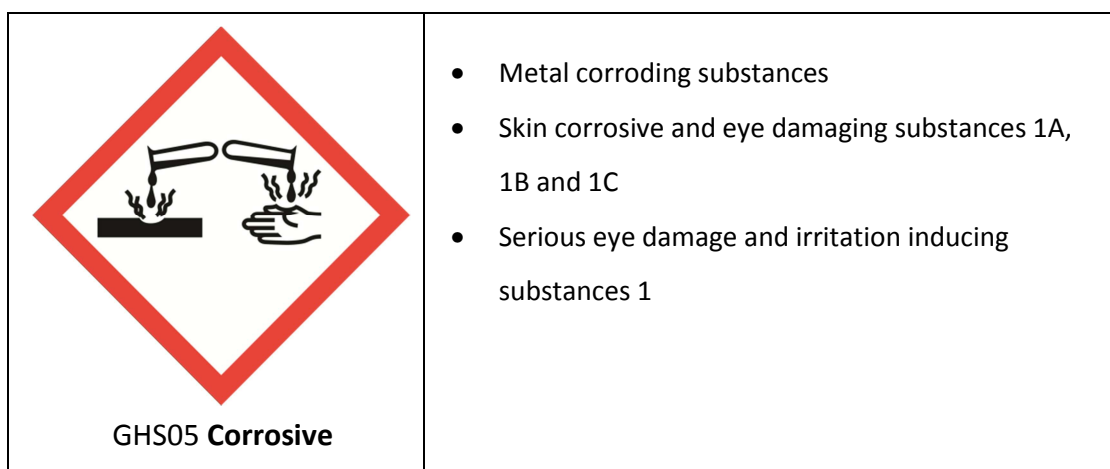 • Metal corroding substances
• Skin corrosive and eye damaging substances 1A,
1B and 1C
• Serious eye damage and irritation inducing
substances 1
GHS05 Corrosive